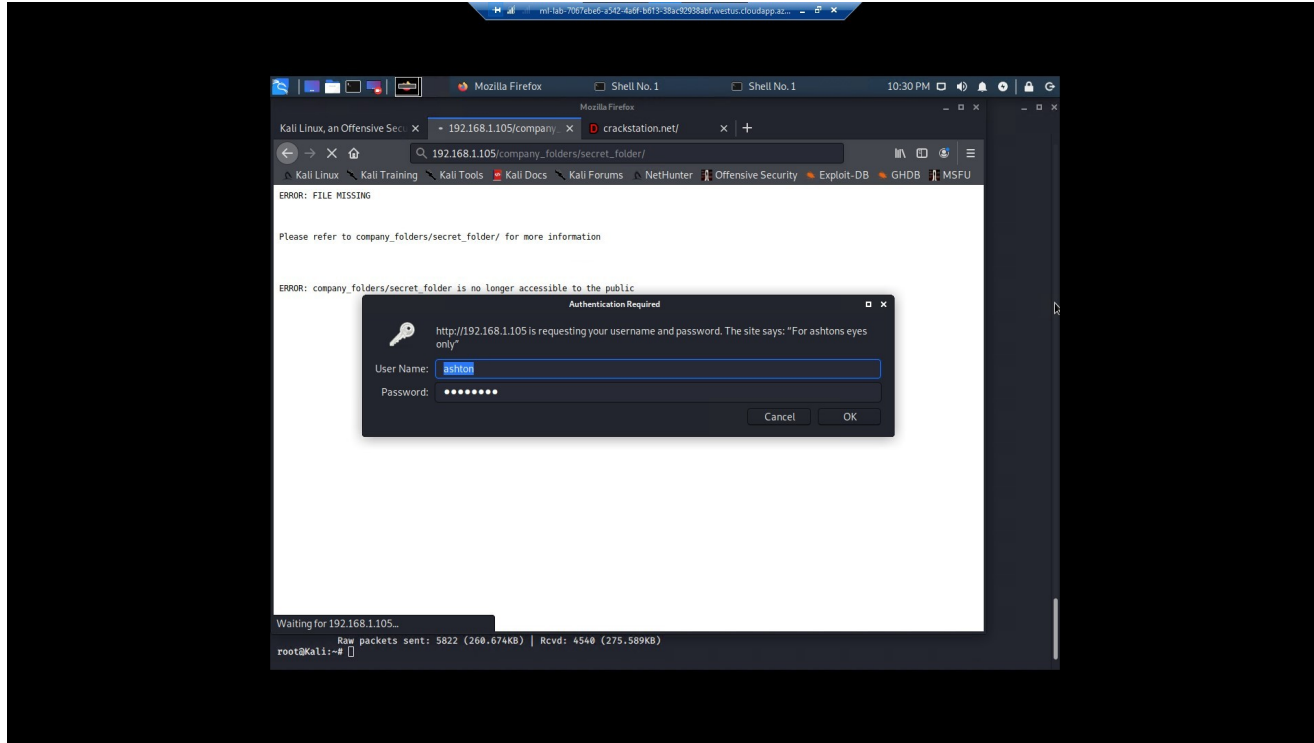 ml-lab-7067ebe6-a542-4a6f-b613-38ac92938abf.westus.cloudapp.az...
Mozilla Firefox
Shell No. 1
Shell No. 1
10:30 PM
Mozilla Firefox
Kali Linux, an Offensive Secu
192.168.1.105/company_
crackstation.net/
192.168.1.105/company_folders/secret_folder/
Kali Linux Kali Training Kali Tools Kali Docs Kali Forums NetHunter Offensive Security Exploit-DB GHDB MSFU
ERROR: FILE MISSING
Please refer to company_folders/secret_folder/ for more information
ERROR: company_folders/secret_folder is no longer accessible to the public
Authentication Required
http://192.168.1.105 is requesting your username and password. The site says: "For ashtons eyes
only"
User Name: ashton
Password: ••••••••
Cancel OK
Waiting for 192.168.1.105...
Raw packets sent: 5822 (260.674KB) | Rcvd: 4540 (275.589KB)
root@Kali:~#